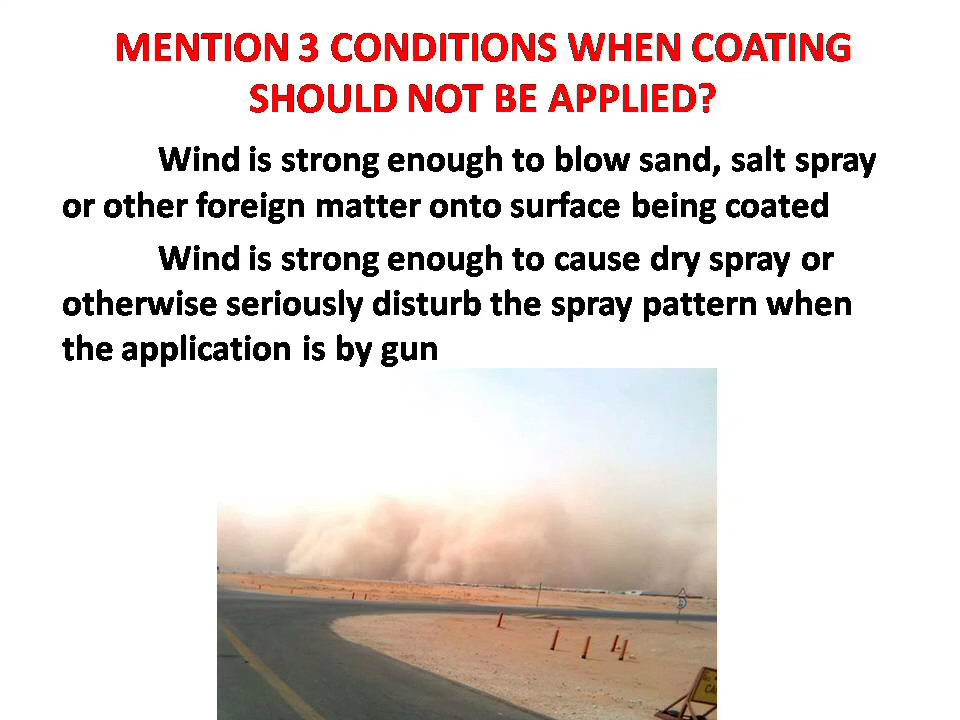 MENTION 3 CONDITIONS WHEN COATING
SHOULD NOT BE APPLIED?
Wind is strong enough to blow sand, salt spray
or other foreign matter onto surface being coated
Wind is strong enough to cause dry spray or
otherwise seriously disturb the spray pattern when
the application is by gun